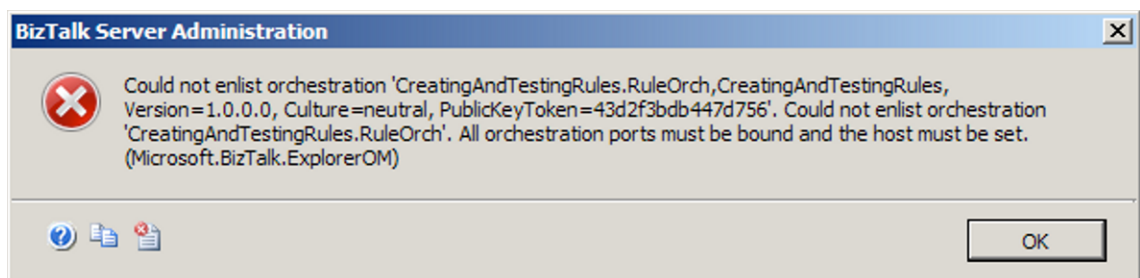 BizTalk Server Administration
Could not enlist orchestration 'CreatingAndTestingRules.RuleOrch,CreatingAndTestingRules,
Version=1.0.0.0, Culture=neutral, PublicKeyToken=43d2f3bdb447d756'. Could not enlist orchestration
'CreatingAndTestingRules.RuleOrch'. All orchestration ports must be bound and the host must be set.
(Microsoft.BizTalk.ExplorerOM)
OK